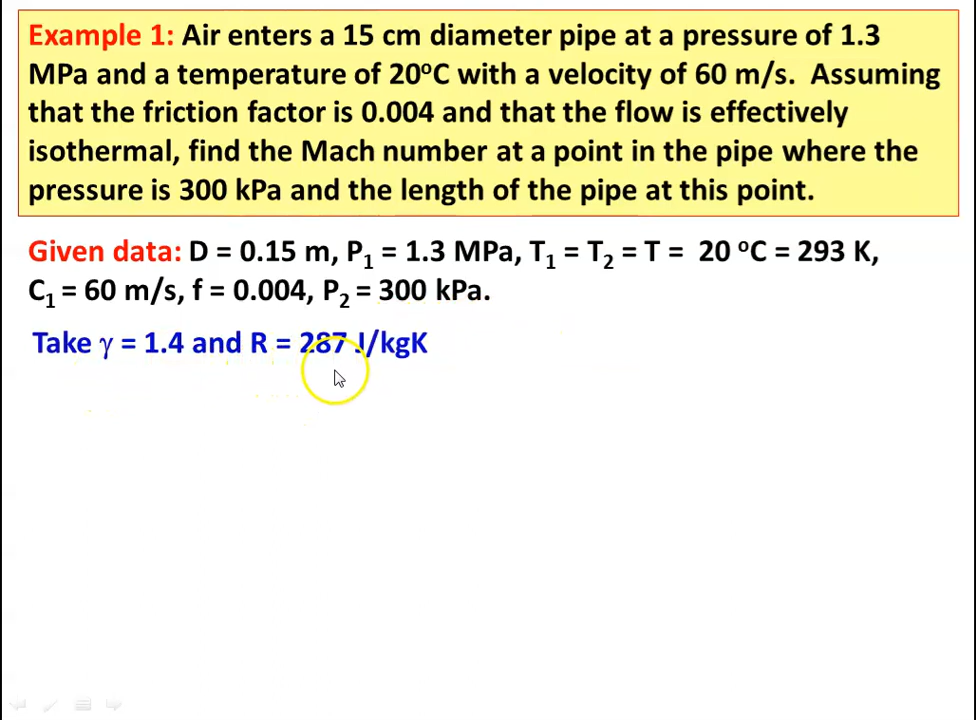 Example 1: Air enters a 15 cm diameter pipe at a pressure of 1.3
MPa and a temperature of 20ºC with a velocity of 60 m/s. Assuming
that the friction factor is 0.004 and that the flow is effectively
isothermal, find the Mach number at a point in the pipe where the
pressure is 300 kPa and the length of the pipe at this point.
Given data: D = 0.15 m, P₁ = 1.3 MPa, T₁ = T₂ = T = 20 ºC = 293 K,
C₁ = 60 m/s, f = 0.004, P₂ = 300 kPa.
Take γ = 1.4 and R = 287 J/kgK